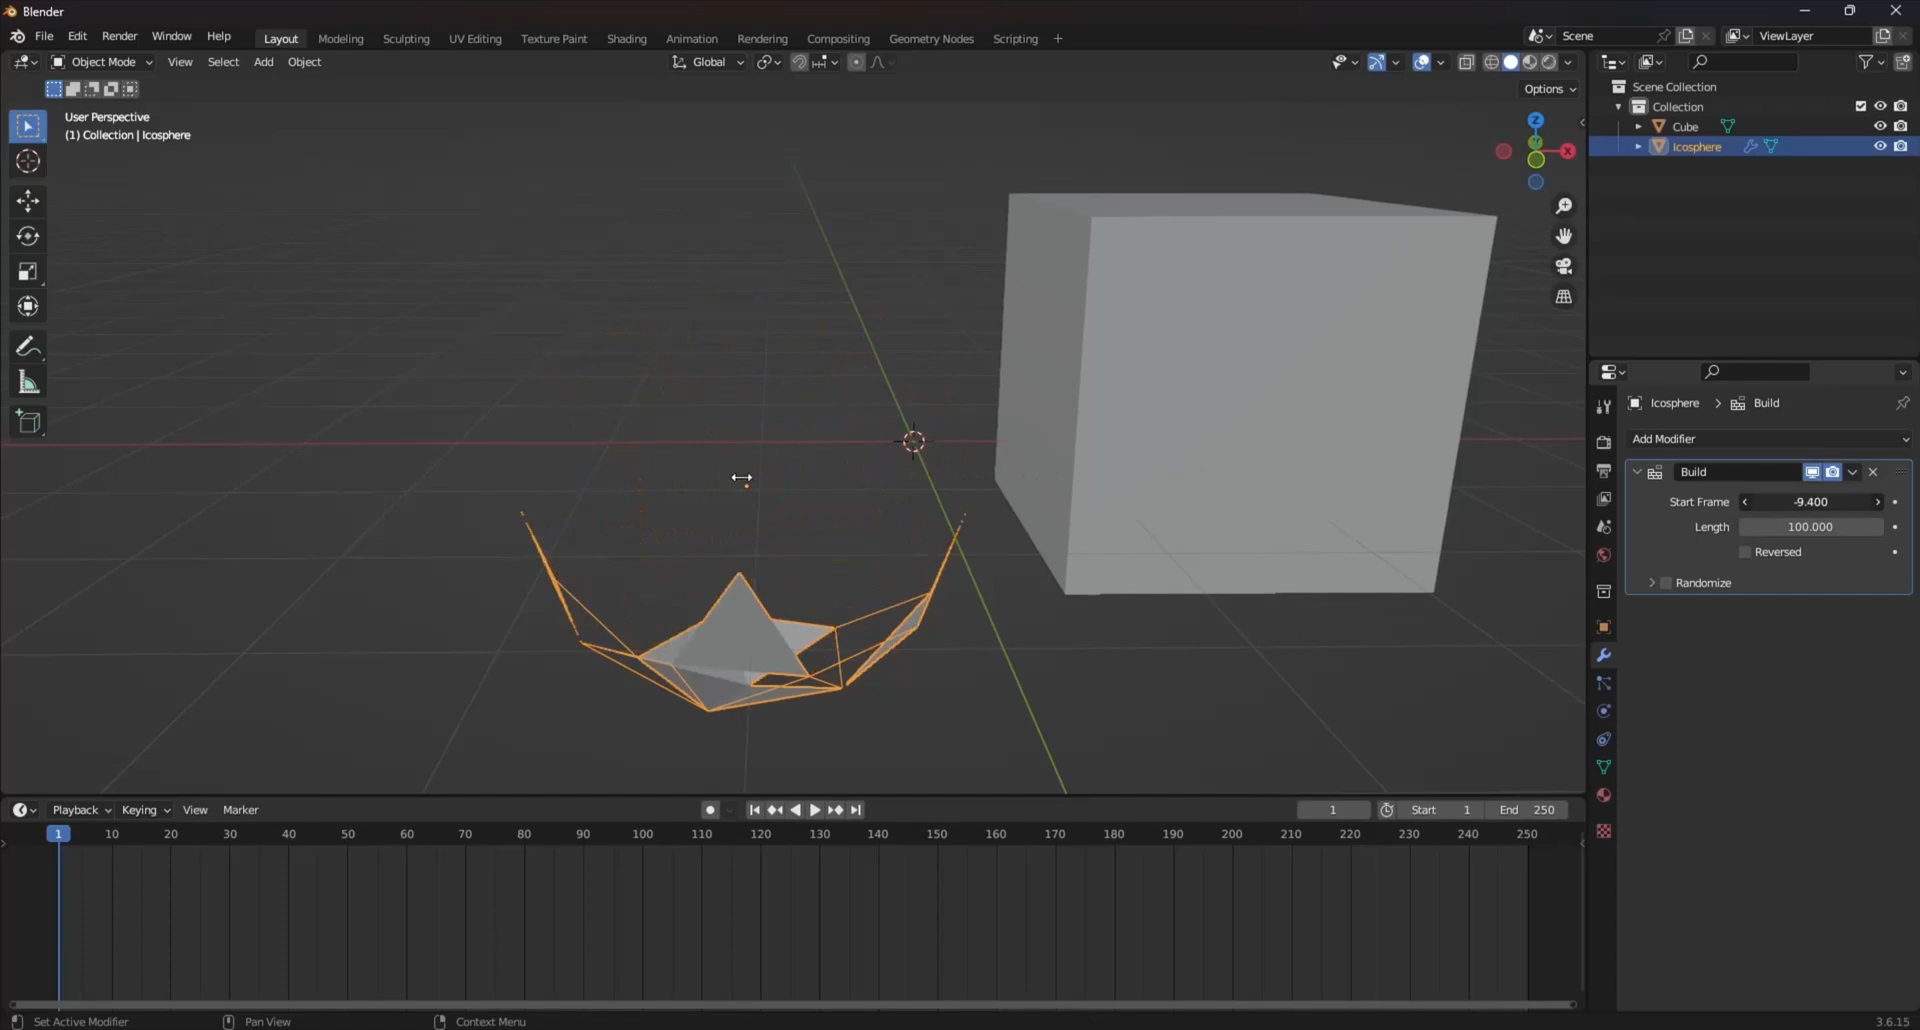 Blender
File Edit Render Window Help Layout Modeling Sculpting UV Editing Texture Paint Shading Animation Rendering Compositing Geometry Nodes Scripting + Scene ViewLayer
Object Mode View Select Add Object Global
Options
User Perspective
(1) Collection | Icosphere
Z
X
Scene Collection
Collection
Cube
Icosphere
Icosphere > Build
Add Modifier
Build
Start Frame -9.400
Length 100.000
Reversed
Randomize
Playback Keying View Marker 1 Start 1 End 250
1 10 20 30 40 50 60 70 80 90 100 110 120 130 140 150 160 170 180 190 200 210 220 230 240 250
Set Active Modifier Pan View Context Menu 3.6.15